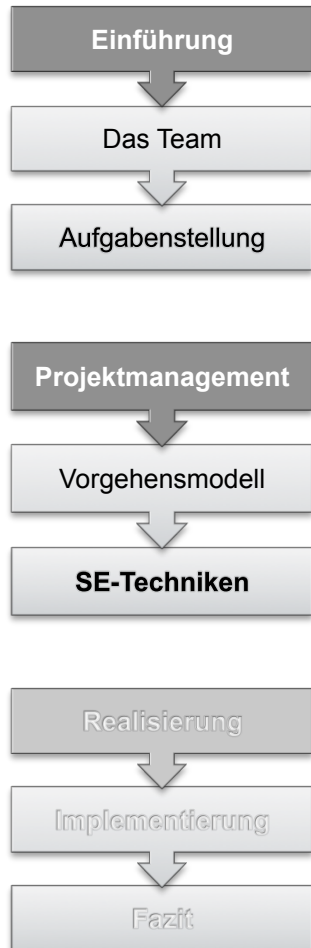 Einführung
Das Team
Aufgabenstellung
Projektmanagement
Vorgehensmodell
SE-Techniken
Realisierung
Implementierung
Fazit